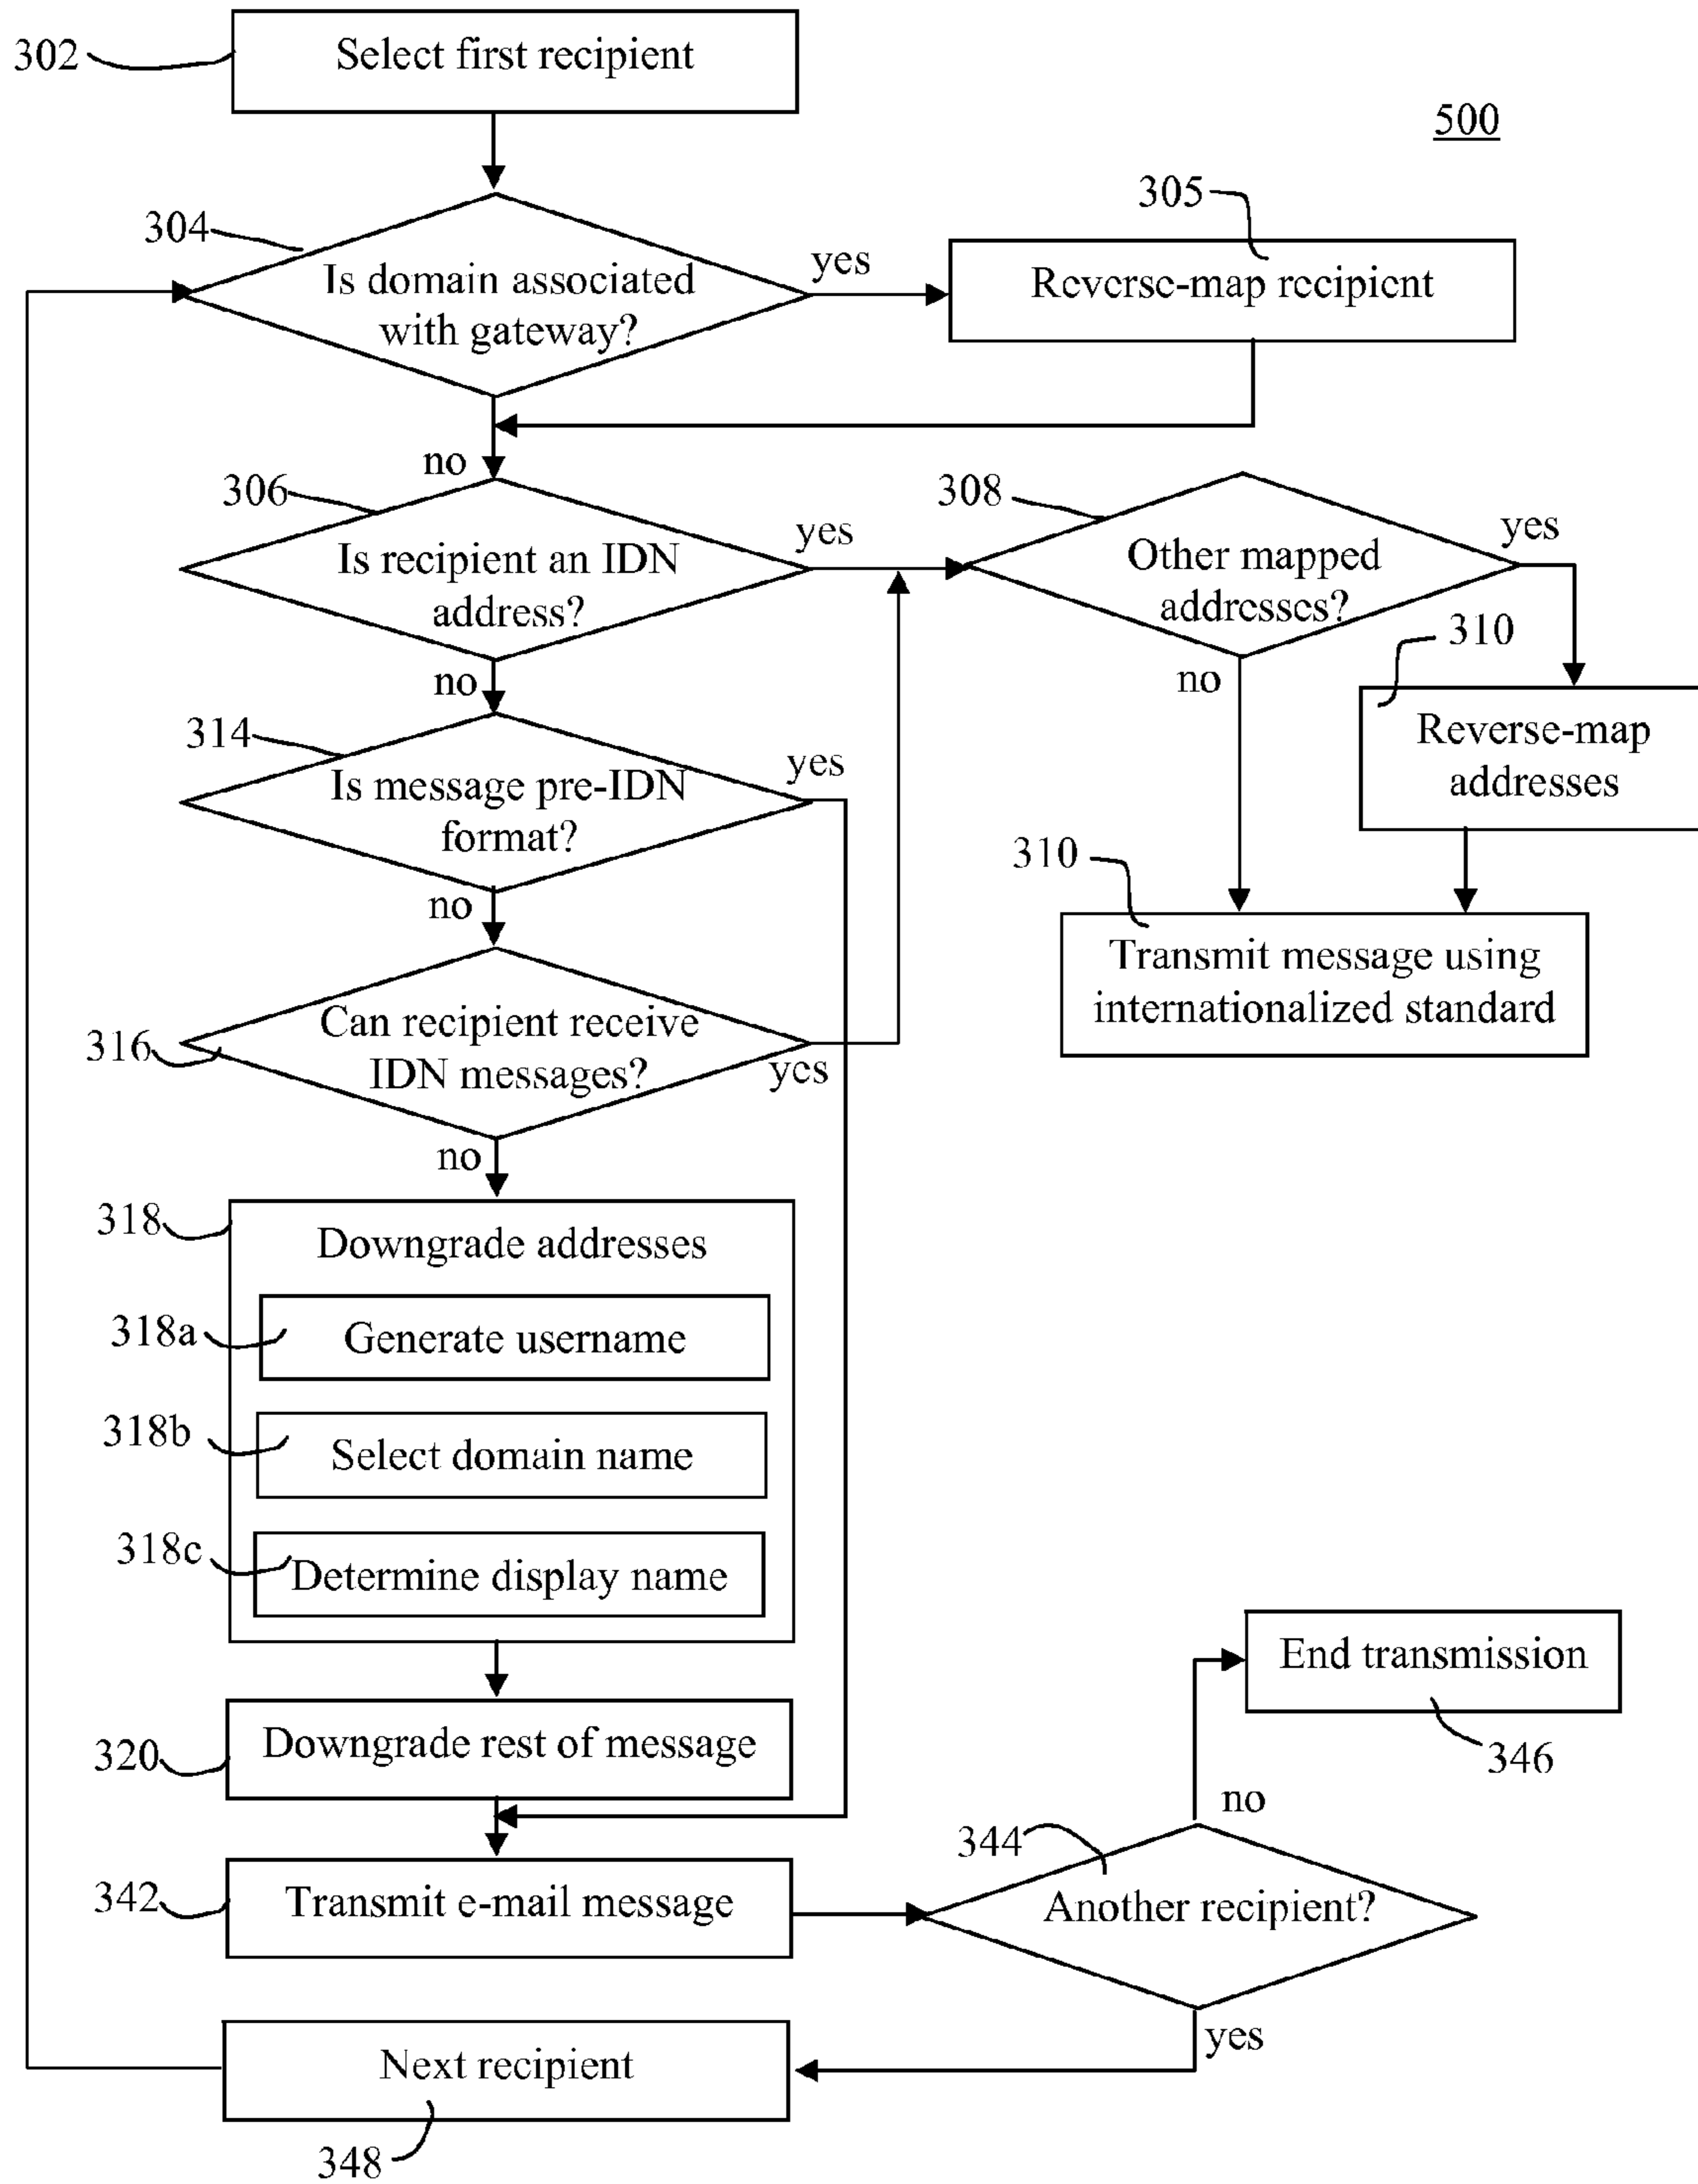 302
Select first recipient
500
304
Is domain associated
with gateway?
yes
305
Reverse-map recipient
no
306
Is recipient an IDN
address?
yes
308
Other mapped
addresses?
yes
no
310
Reverse-map
addresses
no
314
Is message pre-IDN
format?
yes
310
Transmit message using
internationalized standard
no
316
Can recipient receive
IDN messages?
yes
no
318
Downgrade addresses
318a
Generate username
318b
Select domain name
318c
Determine display name
320
Downgrade rest of message
End transmission
346
no
342
Transmit e-mail message
344
Another recipient?
yes
Next recipient
348